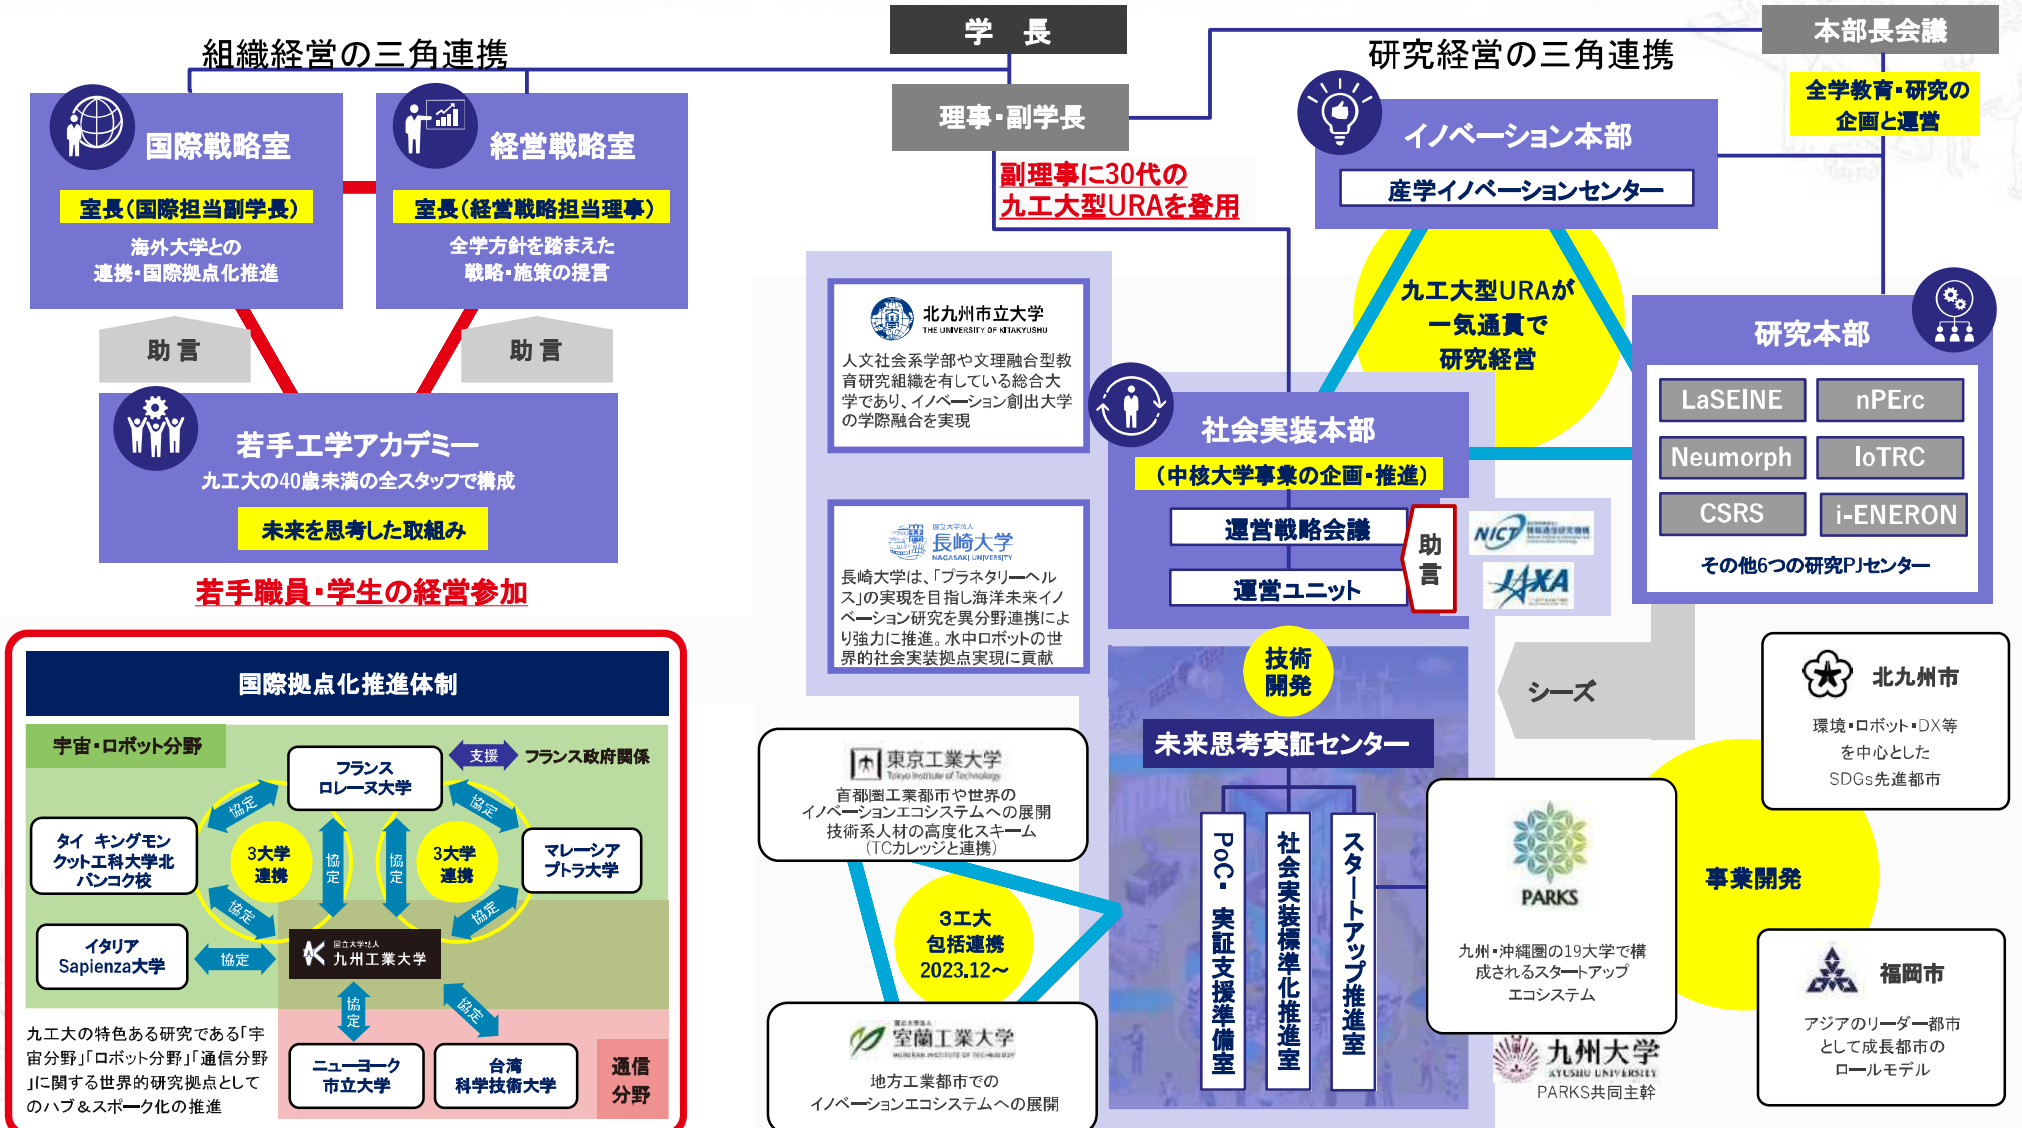 組織経営の三角連携
学 長
理事・副学長
研究経営の三角連携
本部長会議
全学教育・研究の
企画と運営
国際戦略室
室長(国際担当副学長)
海外大学との
連携・国際拠点化推進
経営戦略室
室長(経営戦略担当理事)
全学方針を踏まえた
戦略・施策の提言
副理事に30代の
九工大型URAを登用
イノベーション本部
産学イノベーションセンター
助言
助言
若手工学アカデミー
九工大の40歳未満の全スタッフで構成
未来を思考した取組み
若手職員・学生の経営参加
北九州市立大学
THE UNIVERSITY OF KITAKYUSHU
人文社会系学部や文理融合型教
育研究組織を有している総合大
学であり、イノベーション創出大学
の学際融合を実現
国立大学法人
長崎大学
NAGASAKI UNIVERSITY
長崎大学は、「プラネタリーヘル
ス」の実現を目指し海洋未来イノ
ベーション研究を異分野連携によ
り強力に推進。水中ロボットの世
界的社会実装拠点実現に貢献
九工大型URAが
一気通貫で
研究経営
社会実装本部
(中核大学事業の企画・推進)
運営戦略会議
運営ユニット
助言
NICT
JAXA
研究本部
LaSEINE
nPErc
Neumorph
IoTRC
CSRS
i-ENERON
その他6つの研究PJセンター
シーズ
技術
開発
未来思考実証センター
PoC・実証支援準備室
社会実装標準化推進室
スタートアップ推進室
国際拠点化推進体制
宇宙・ロボット分野
フランス
ロレーヌ大学
支援
フランス政府関係
協定
協定
タイ キングモン
クット工科大学北
バンコク校
3大学
連携
協定
協定
3大学
連携
マレーシア
プトラ大学
協定
協定
イタリア
Sapienza大学
協定
国立大学法人
九州工業大学
協定
協定
ニューヨーク
市立大学
台湾
科学技術大学
通信
分野
九工大の特色ある研究である「宇
宙分野」「ロボット分野」「通信分野
」に関する世界的研究拠点として
のハブ&スポーク化の推進
東京工業大学
Tokyo Institute of Technology
首都圏工業都市や世界の
イノベーションエコシステムへの展開
技術系人材の高度化スキーム
(TCカレッジと連携)
3工大
包括連携
2023.12~
国立大学法人
室蘭工業大学
MURORAN INSTITUTE OF TECHNOLOGY
地方工業都市での
イノベーションエコシステムへの展開
PARKS
九州・沖縄圏の19大学で構
成されるスタートアップ
エコシステム
九州大学
KYUSHU UNIVERSITY
PARKS共同主幹
事業開発
北九州市
環境・ロボット・DX等
を中心とした
SDGs先進都市
福岡市
アジアのリーダー都市
として成長都市の
ロールモデル